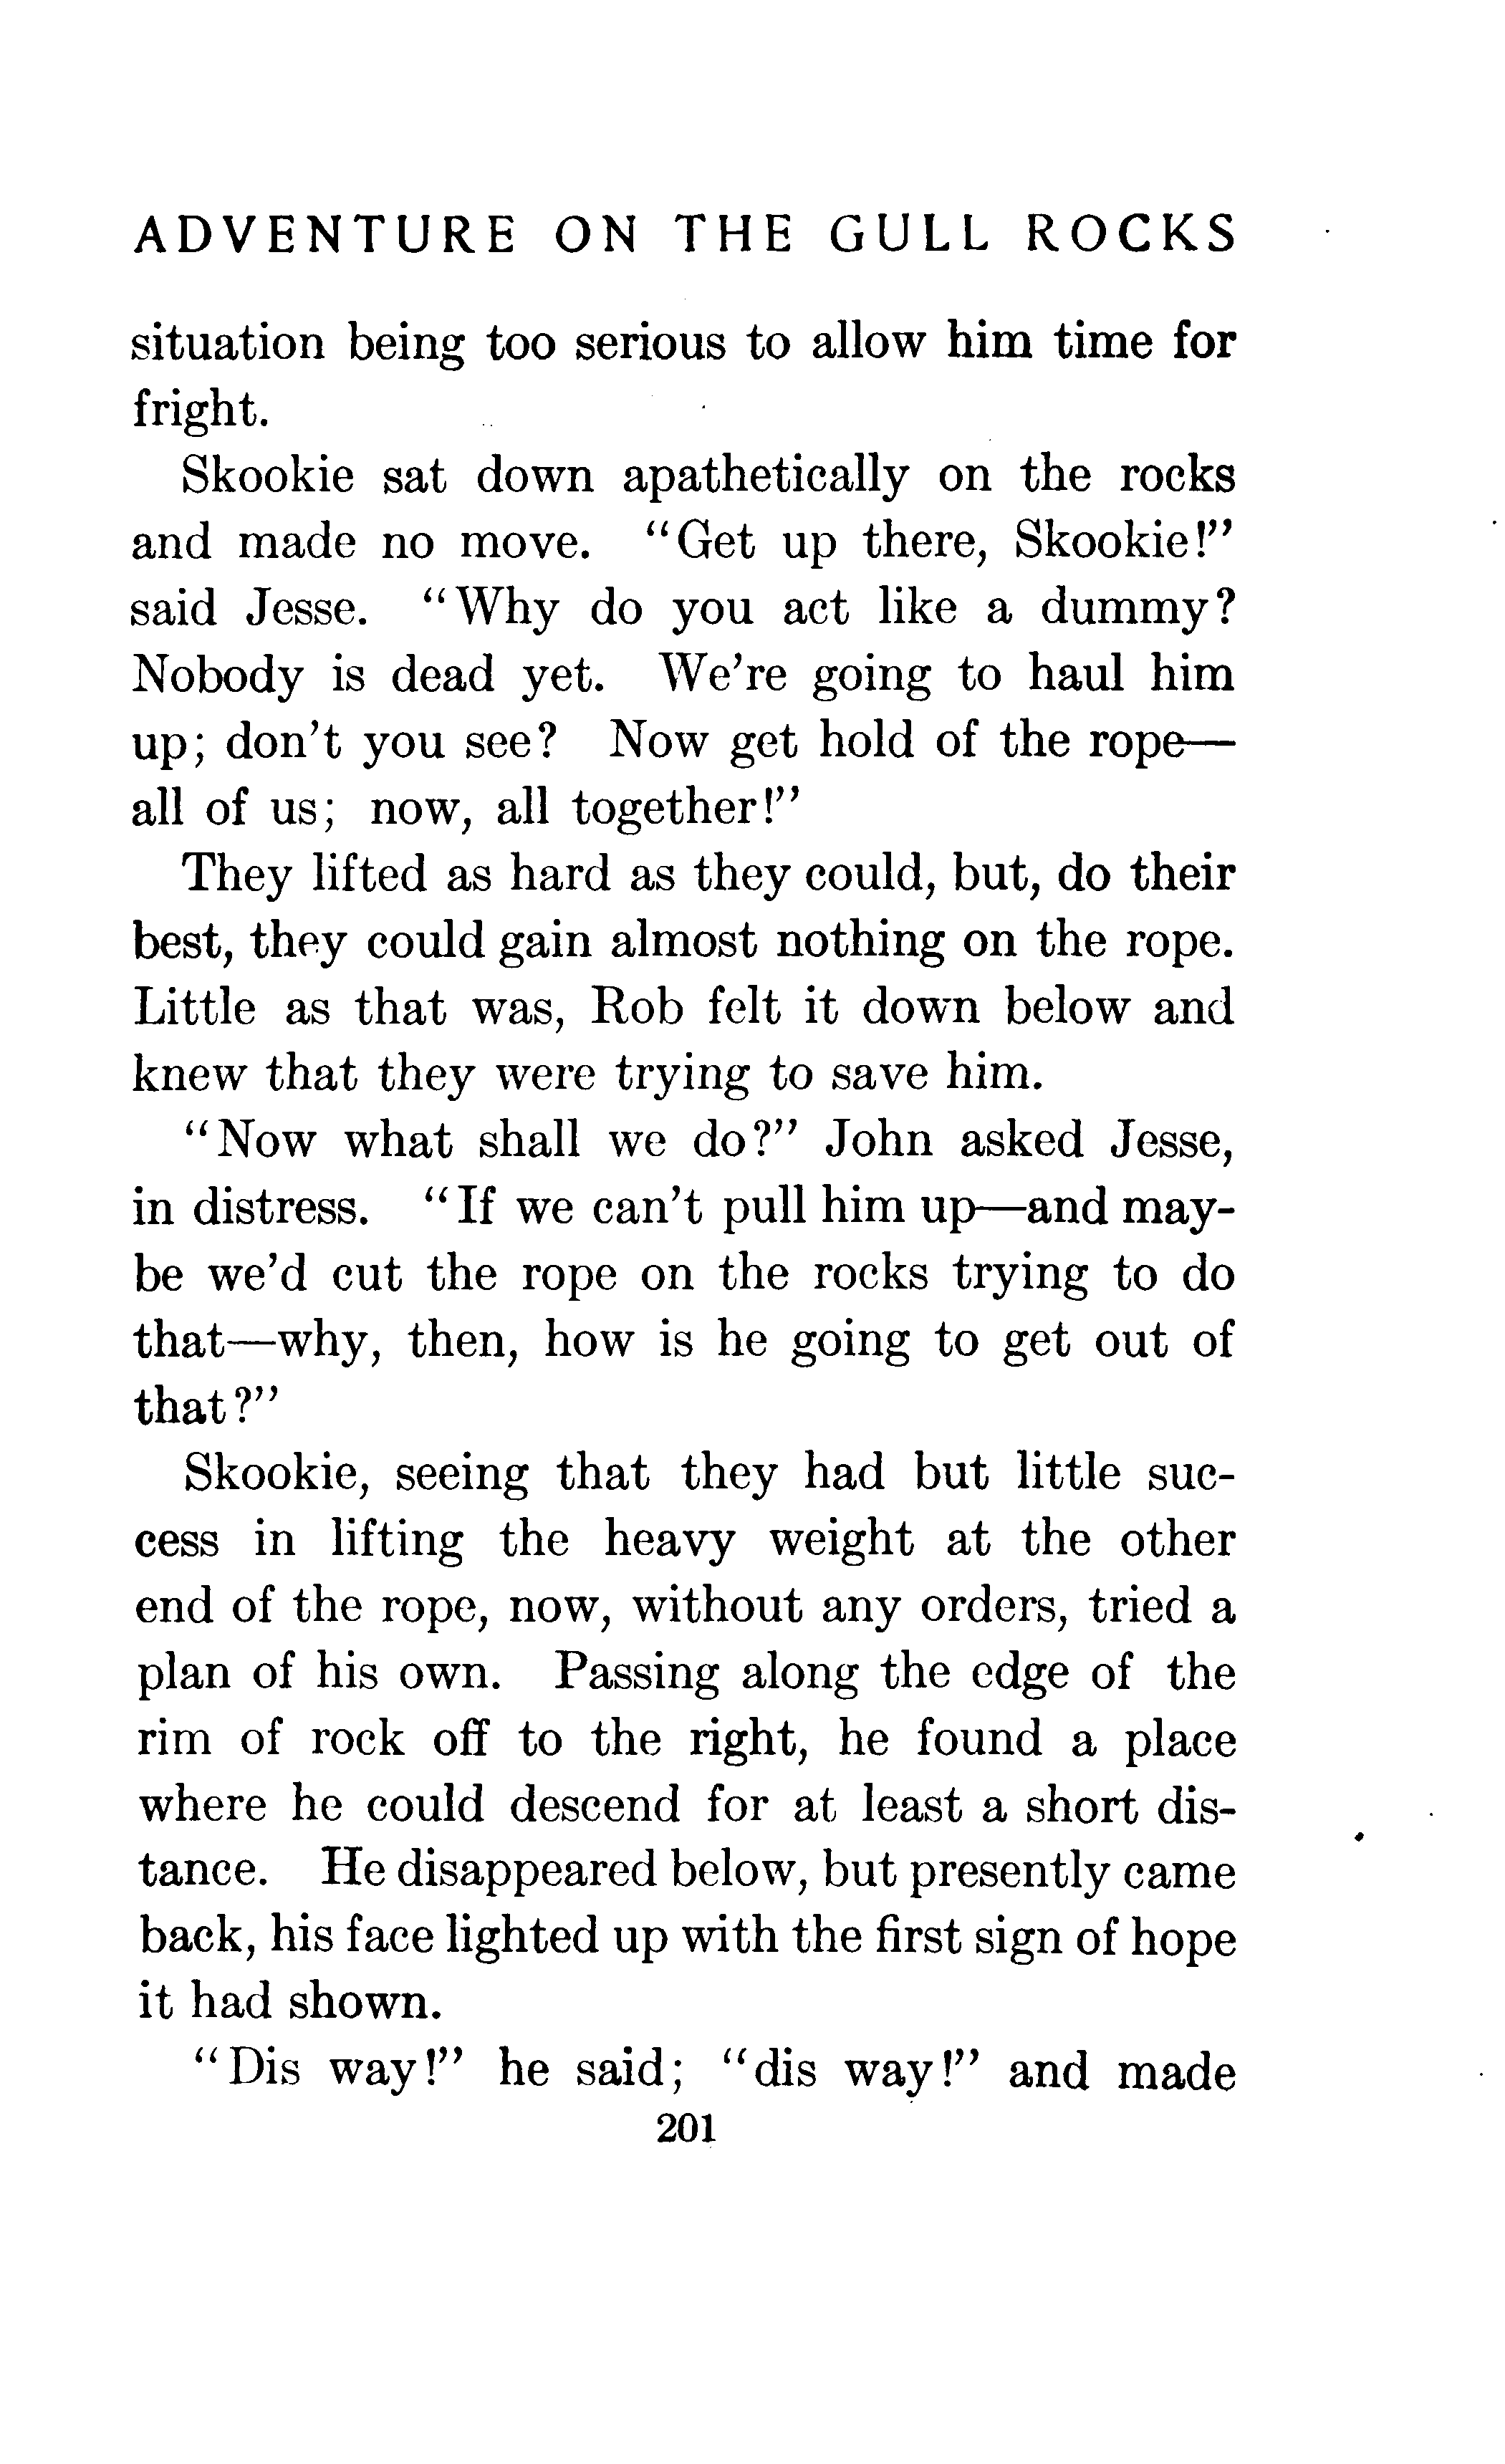 ADVENTURE ON THE GULL ROCKS
situation being too serious to allow him time for
fright.
Skookie sat down apathetically on the rocks
and made no move. "Get up there, Skookie!"
said Jesse. "Why do you act like a dummy?
Nobody is dead yet. We're going to haul him
up; don't you see? Now get hold of the rope—
all of us; now, all together!"
They lifted as hard as they could, but, do their
best, they could gain almost nothing on the rope.
Little as that was, Rob felt it down below and
knew that they were trying to save him.
"Now what shall we do?" John asked Jesse,
in distress. "If we can't pull him up—and may-
be we'd cut the rope on the rocks trying to do
that—why, then, how is he going to get out of
that?"
Skookie, seeing that they had but little suc-
cess in lifting the heavy weight at the other
end of the rope, now, without any orders, tried a
plan of his own. Passing along the edge of the
rim of rock off to the right, he found a place
where he could descend for at least a short dis-
tance. He disappeared below, but presently came
back, his face lighted up with the first sign of hope
it had shown.
"Dis way!" he said; "dis way!" and made
201